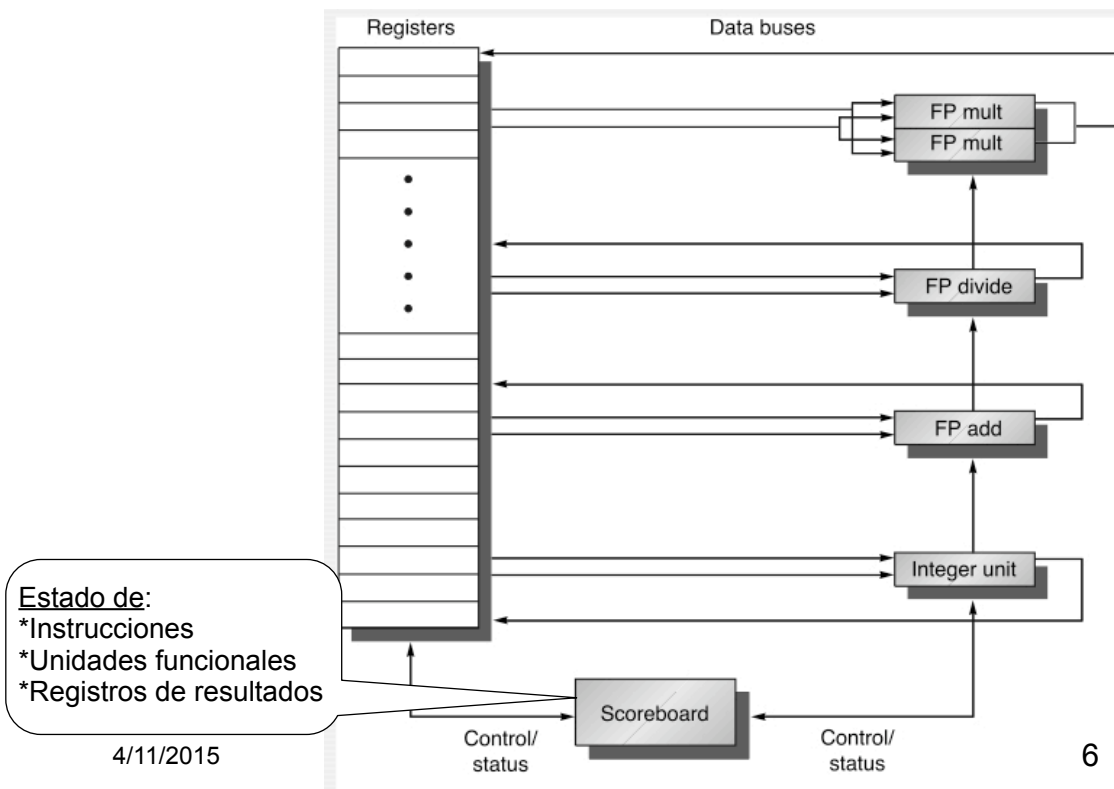 Registers
Data buses
FP mult
FP mult
FP divide
FP add
Integer unit
Estado de:
*Instrucciones
*Unidades funcionales
*Registros de resultados
Scoreboard
Control/
status
Control/
status
4/11/2015
6